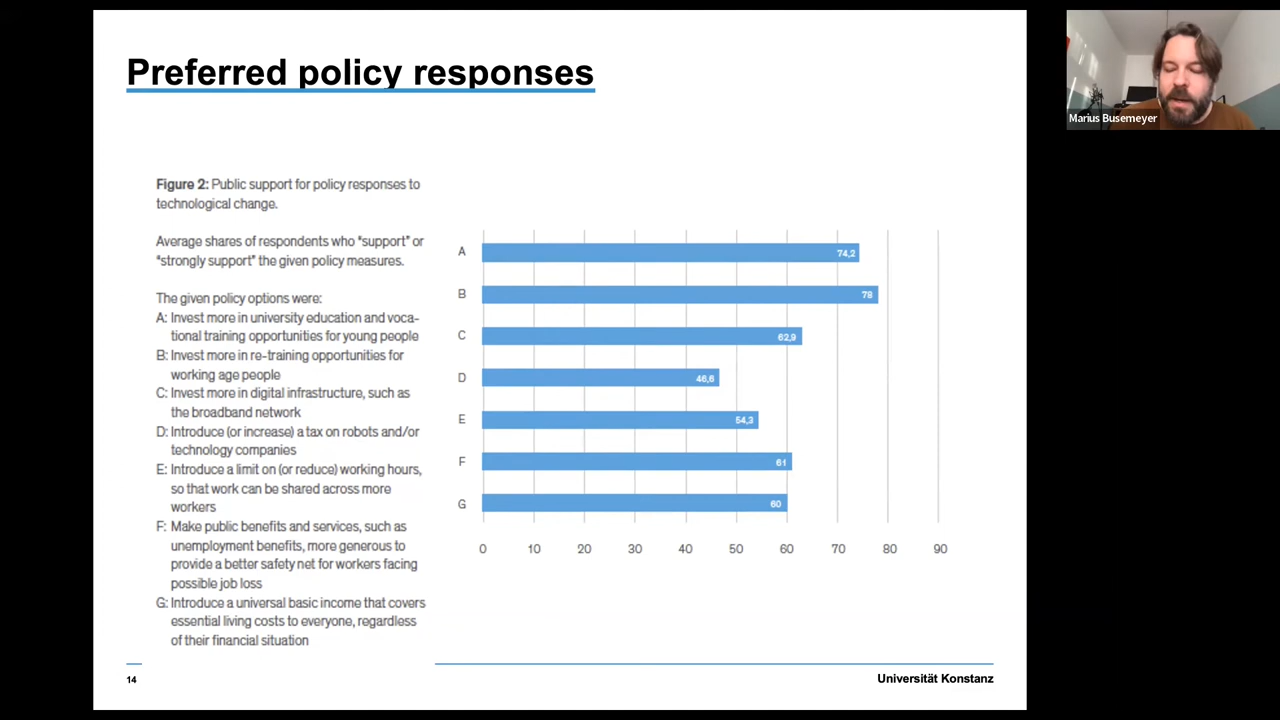 Preferred policy responses
Marius Busemeyer
Figure 2: Public support for policy responses to
technological change.
Average shares of respondents who “support” or
“strongly support” the given policy measures.
The given policy options were:
A: Invest more in university education and voca-
tional training opportunities for young people
B: Invest more in re-training opportunities for
working age people
C: Invest more in digital infrastructure, such as
the broadband network
D: Introduce (or increase) a tax on robots and/or
technology companies
E: Introduce a limit on (or reduce) working hours,
so that work can be shared across more
workers
F: Make public benefits and services, such as
unemployment benefits, more generous to
provide a better safety net for workers facing
possible job loss
G: Introduce a universal basic income that covers
essential living costs to everyone, regardless
of their financial situation
A 74,2
B 78
C 62,9
D 46,6
E 54,3
F 61
G 60
0 10 20 30 40 50 60 70 80 90
14
Universität Konstanz